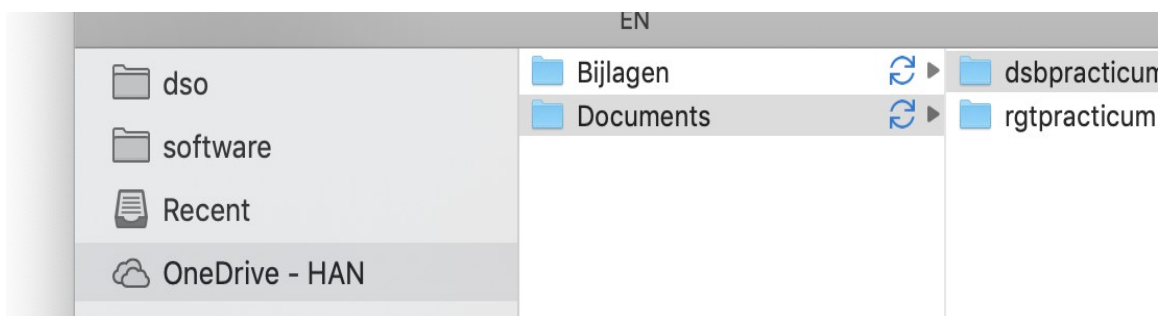 EN
dso
software
Recent
OneDrive - HAN
Bijlagen
Documents
dsbpracticum
rgtpracticum